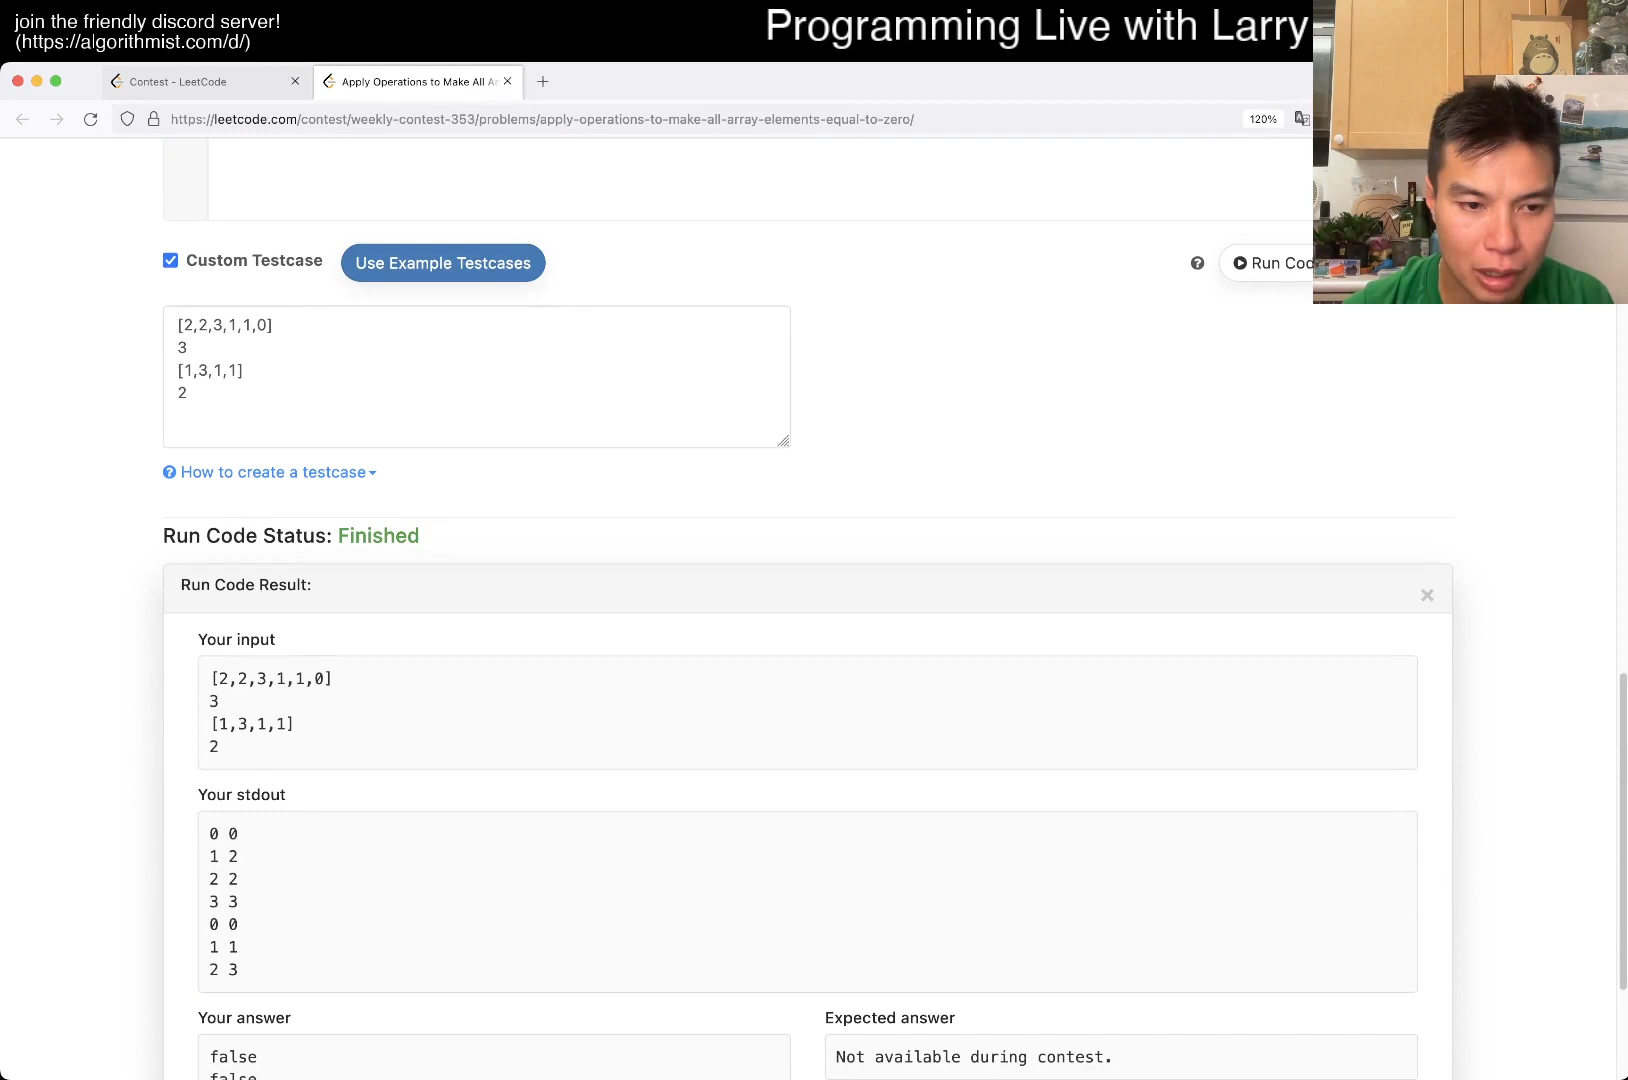 join the friendly discord server!
(https://algorithmist.com/d/)
Programming Live with Larry
Contest - LeetCode
Apply Operations to Make All Ar
https://leetcode.com/contest/weekly-contest-353/problems/apply-operations-to-make-all-array-elements-equal-to-zero/
120%
Custom Testcase
Use Example Testcases
Run Cod
[2,2,3,1,1,0]
3
[1,3,1,1]
2
How to create a testcase
Run Code Status: Finished
Run Code Result:
Your input
[2,2,3,1,1,0]
3
[1,3,1,1]
2
Your stdout
0 0
1 2
2 2
3 3
0 0
1 1
2 3
Your answer
Expected answer
false
Not available during contest.
false